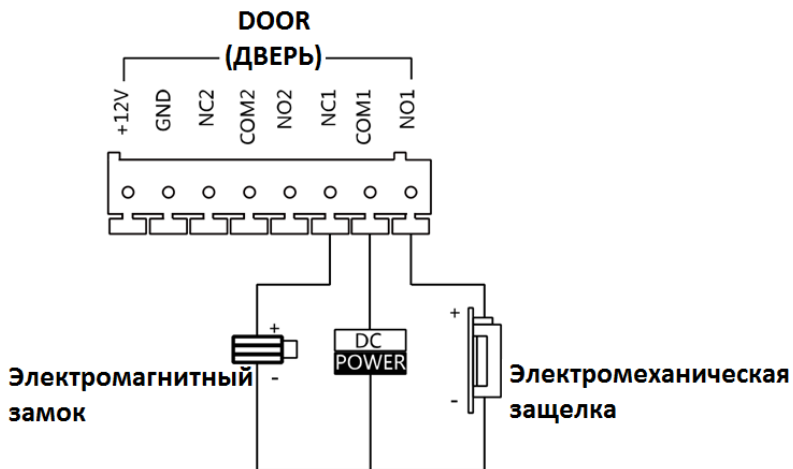 DOOR
(ДВЕРЬ)
+12V
GND
NC2
COM2
NO2
NC1
COM1
NO1
+
-
DC
POWER
+
-
Электромагнитный
замок
Электромеханическая
защелка